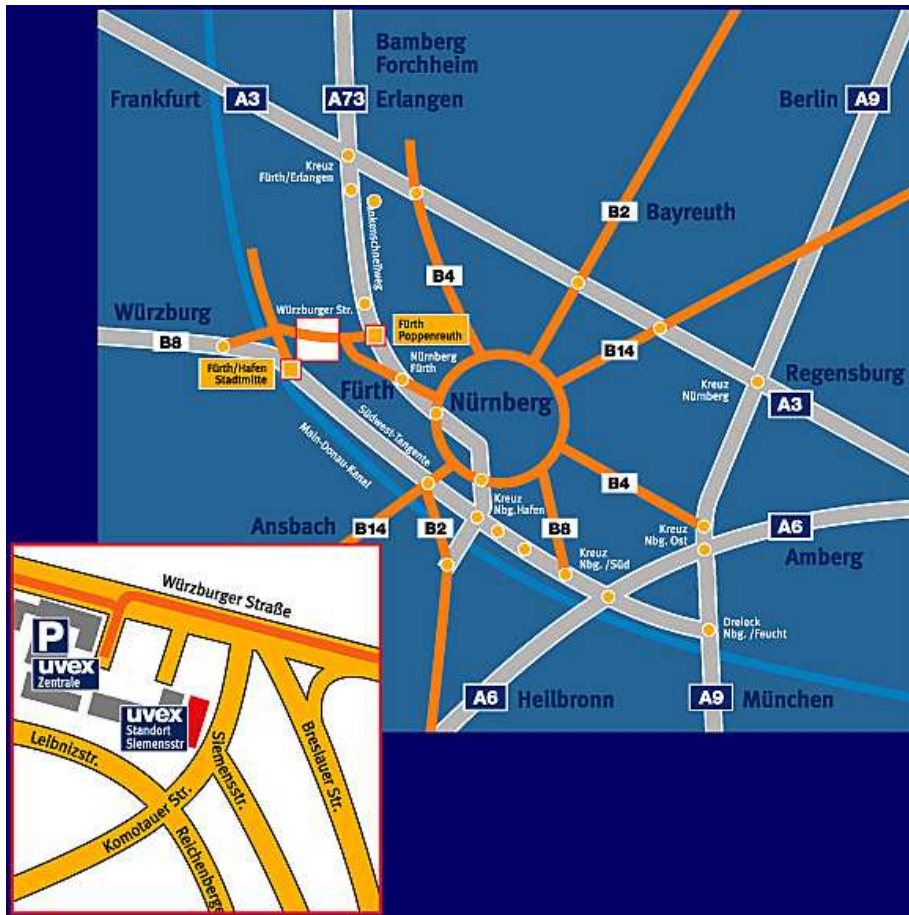 Bamberg
Forchheim
Frankfurt
A3
A73
Erlangen
Berlin
A9
Kreuz
Fürth/Erlangen
Frankenschnellweg
B2
Bayreuth
B4
Würzburg
B8
Würzburger Str.
Fürth
Poppenreuth
Fürth/Hafen
Stadtmitte
Nürnberg
Fürth
Fürth
Nürnberg
B14
Kreuz
Nürnberg
Regensburg
A3
Südwest-Tangente
Main-Donau-Kanal
B4
Ansbach
B14
B2
Kreuz
Nbg. Hafen
B8
Kreuz
Nbg. /Süd
Kreuz
Nbg. Ost
A6
Amberg
Dreieck
Nbg. /Feucht
A6
Heilbronn
A9
München
Würzburger Straße
P
uvex
Zentrale
uvex
Standort
Siemensstr
Leibnizstr.
Siemensstr.
Breslauer Str.
Komotauer Str.
Reichenberge